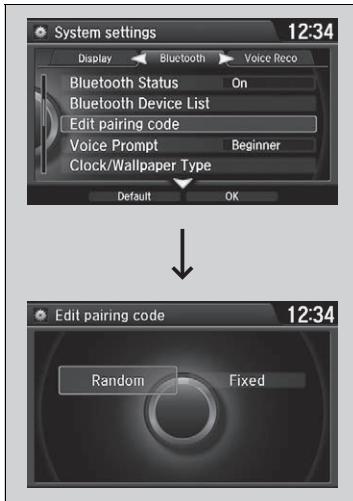 System settings 12:34
Display Bluetooth Voice Reco
Bluetooth Status On
Bluetooth Device List
Edit pairing code
Voice Prompt Beginner
Clock/Wallpaper Type
Default OK
Edit pairing code 12:34
Random Fixed